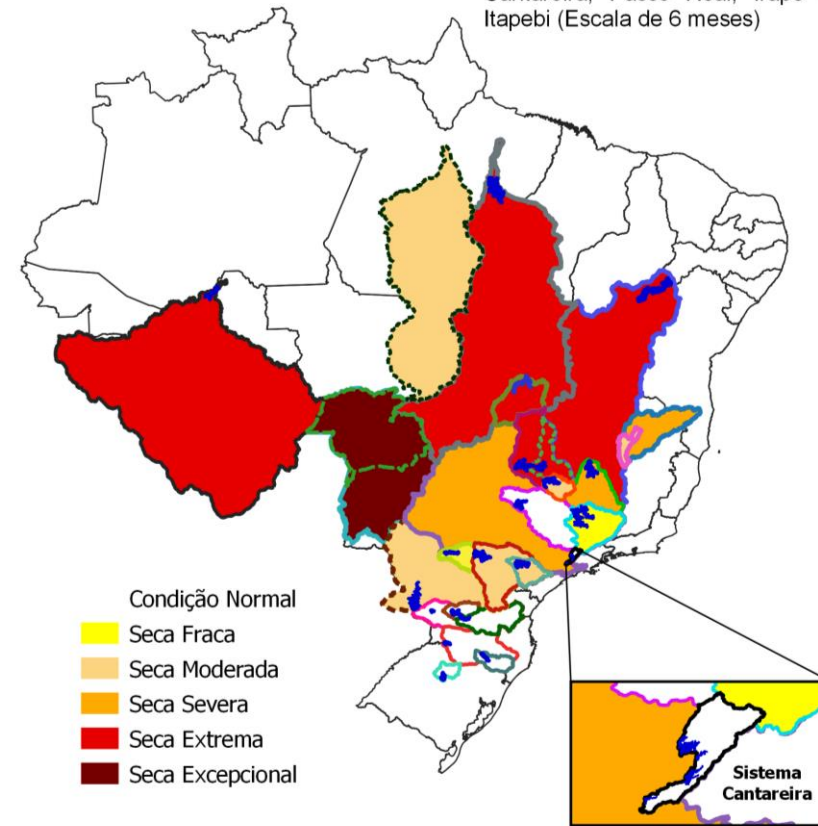 Itapebi (Escala de 6 meses)
Condição Normal
Seca Fraca
Seca Moderada
Seca Severa
Seca Extrema
Seca Excepcional
Sistema
Cantareira